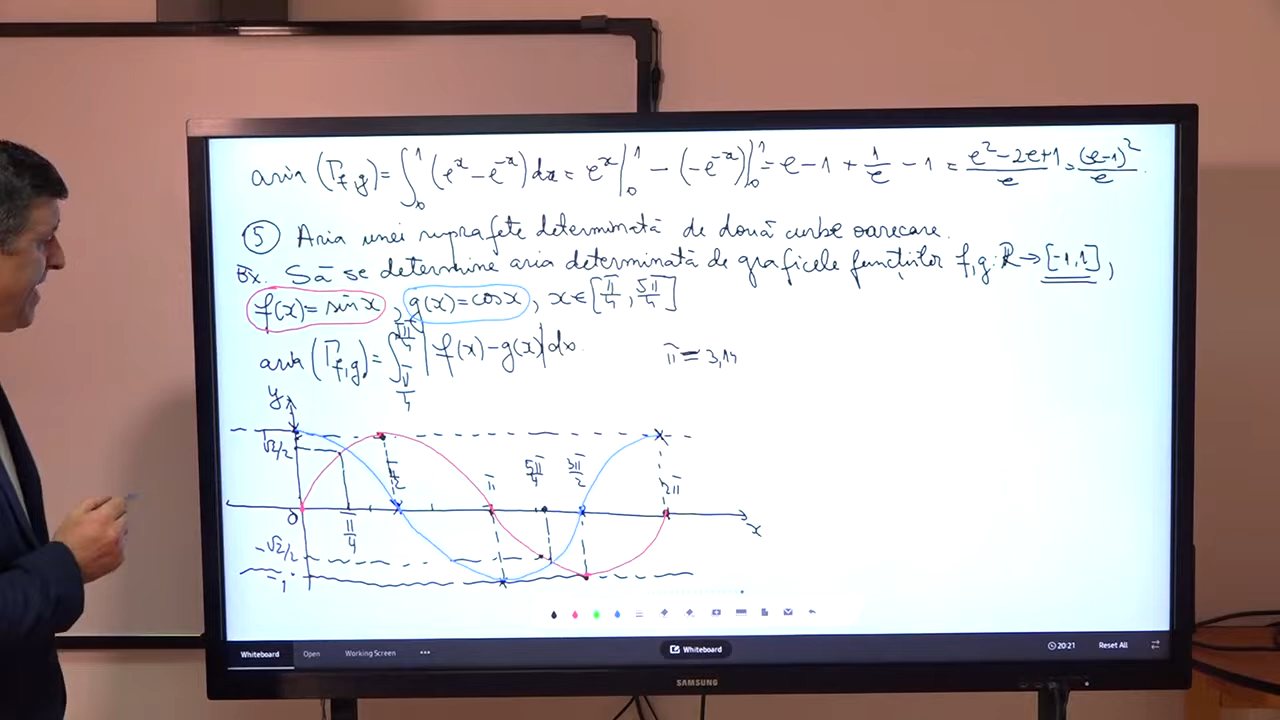 aria (Γf,g) = ∫₀¹ (eˣ − e⁻ˣ) dx = eˣ |₀¹ − (−e⁻ˣ) |₀¹ = e − 1 + 1/e − 1 = (e² − 2e + 1)/e = (e−1)²/e.
⑤ Aria unei suprafețe determinată de două curbe oarecare.
Ex. Să se determine aria determinată de graficele funcțiilor f,g: ℝ → [-1,1],
f(x) = sin x, g(x) = cos x, x ∈ [π/4, 5π/4]
aria (Γf,g) = ∫ |f(x) − g(x)| dx
π = 3,14
y
√2/2
π/2
π
5π/4
3π/2
2π
0
π/4
x
−√2/2
−1
Whiteboard Open Working Screen ••• Whiteboard 20:21 Reset All
SAMSUNG